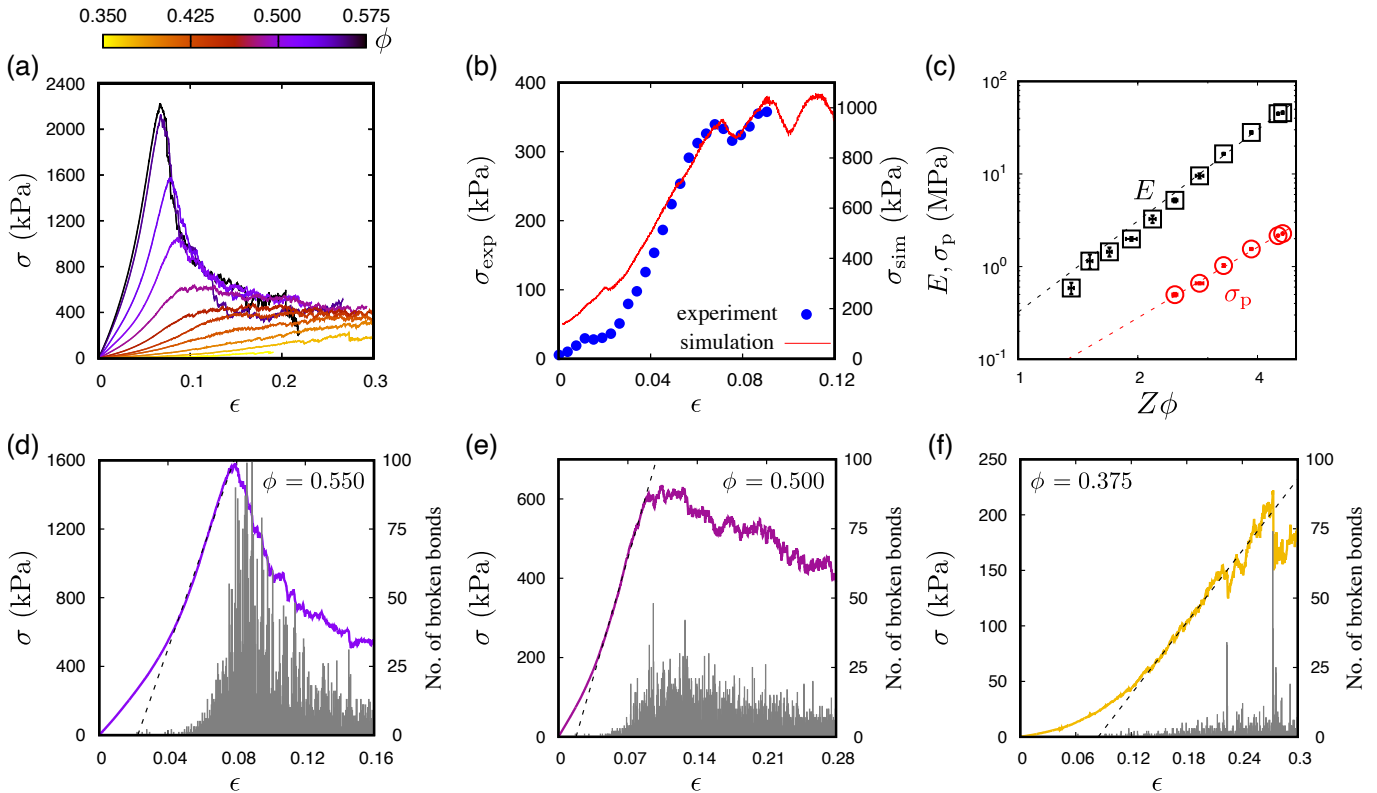 0.350 0.425 0.500 0.575
ϕ
(a)
2400
2000
1600
1200
800
400
0
σ (kPa)
0 0.1 0.2 0.3
ϵ
(b)
400
300
200
100
0
σexp (kPa)
1000
800
600
400
200
0
σsim (kPa)
experiment
simulation
0 0.04 0.08 0.12
ϵ
(c)
10²
10¹
10⁰
10⁻¹
E, σp (MPa)
E
σp
1 2 4
Zϕ
(d)
1600
1200
800
400
0
σ (kPa)
ϕ = 0.550
100
75
50
25
0
No. of broken bonds
0 0.04 0.08 0.12 0.16
ϵ
(e)
600
400
200
0
σ (kPa)
ϕ = 0.500
100
75
50
25
0
No. of broken bonds
0 0.07 0.14 0.21 0.28
ϵ
(f)
250
200
150
100
50
0
σ (kPa)
ϕ = 0.375
100
75
50
25
0
No. of broken bonds
0 0.06 0.12 0.18 0.24 0.3
ϵ